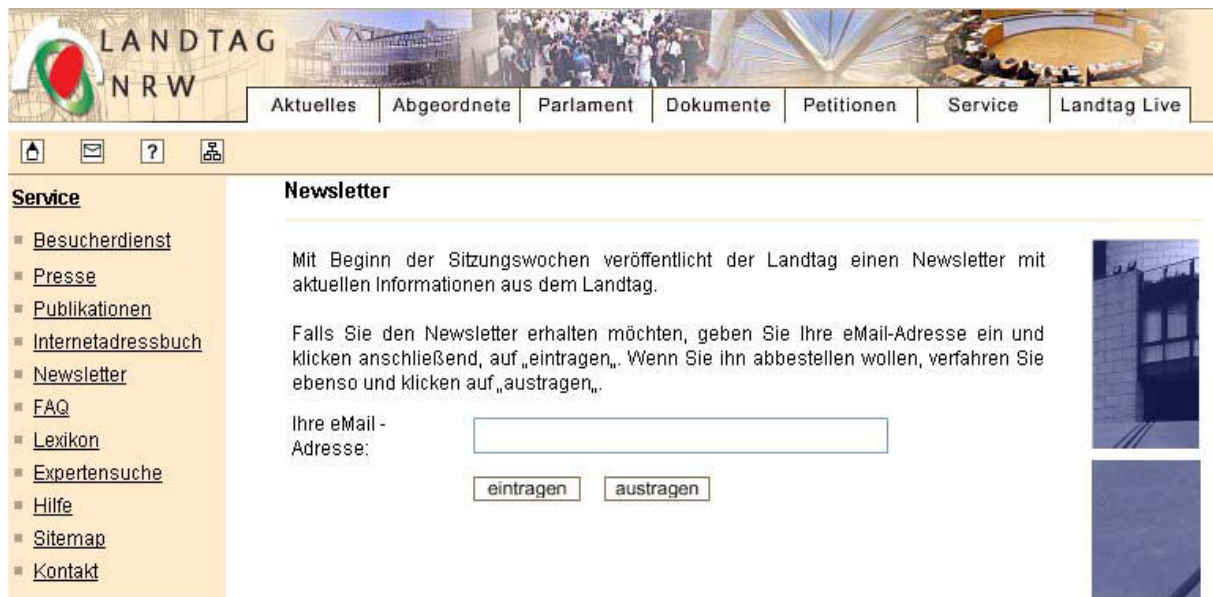 LANDTAG
NRW
Aktuelles Abgeordnete Parlament Dokumente Petitionen Service Landtag Live
?
Service
Besucherdienst
Presse
Publikationen
Internetadressbuch
Newsletter
FAQ
Lexikon
Expertensuche
Hilfe
Sitemap
Kontakt
Newsletter
Mit Beginn der Sitzungswochen veröffentlicht der Landtag einen Newsletter mit
aktuellen Informationen aus dem Landtag.
Falls Sie den Newsletter erhalten möchten, geben Sie Ihre eMail-Adresse ein und
klicken anschließend, auf „eintragen„. Wenn Sie ihn abbestellen wollen, verfahren Sie
ebenso und klicken auf „austragen„.
Ihre eMail -
Adresse:
eintragen austragen